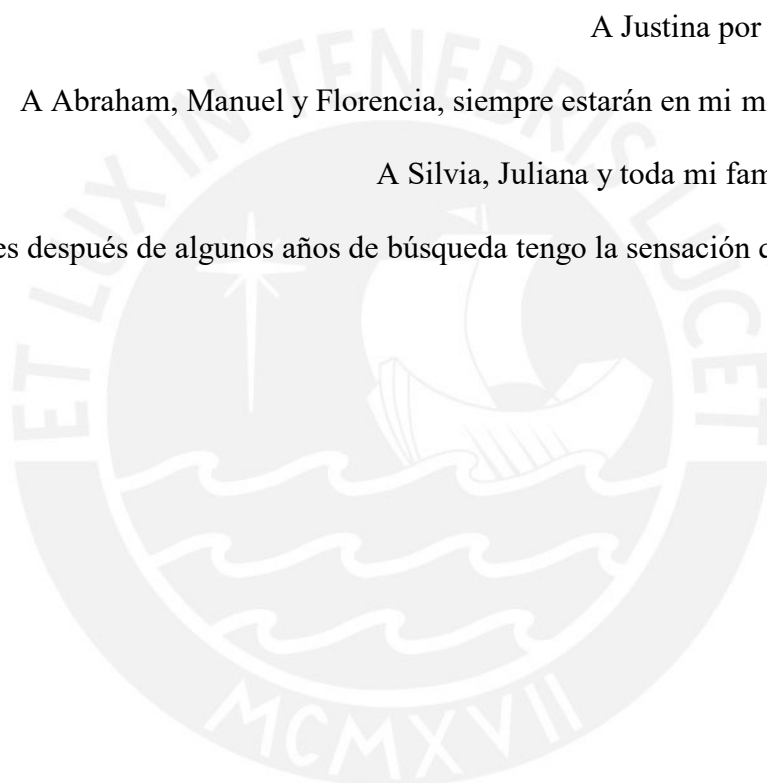 A Justina por
A Abraham, Manuel y Florencia, siempre estarán en mi
A Silvia, Juliana y toda mi
después de algunos años de búsqueda tengo la sensación
ET LUX IN TENEBRIS LUCET
MCMXVII